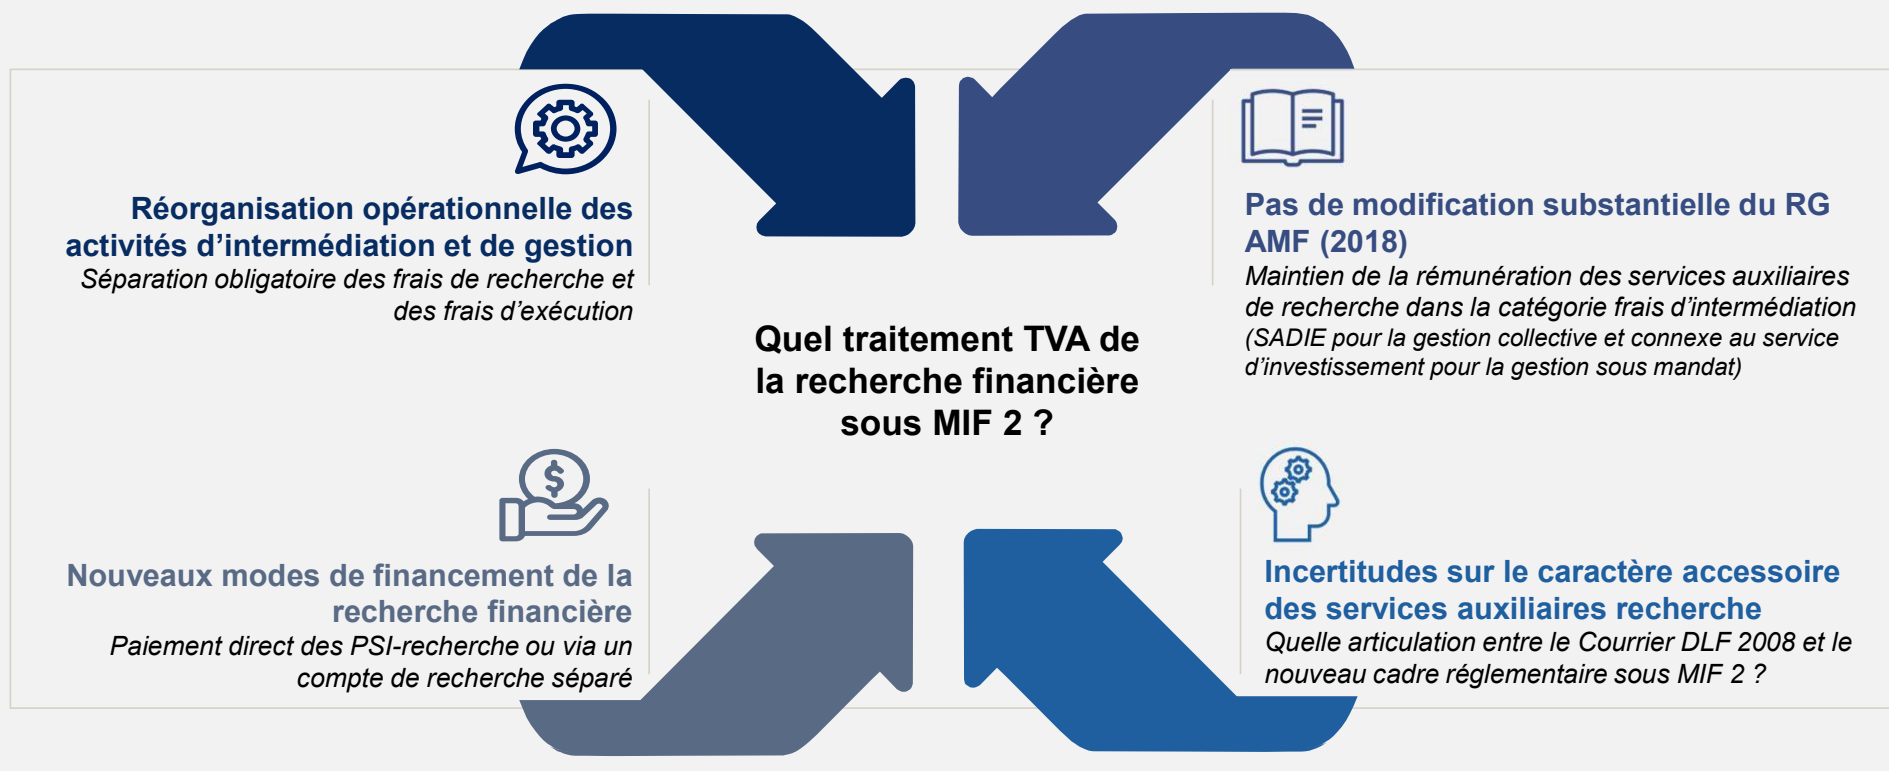 Réorganisation opérationnelle des
activités d’intermédiation et de gestion
Séparation obligatoire des frais de recherche et
des frais d’exécution
Pas de modification substantielle du RG
AMF (2018)
Maintien de la rémunération des services auxiliaires
de recherche dans la catégorie frais d’intermédiation
(SADIE pour la gestion collective et connexe au service
d’investissement pour la gestion sous mandat)
Quel traitement TVA de
la recherche financière
sous MIF 2 ?
$
Nouveaux modes de financement de la
recherche financière
Paiement direct des PSI-recherche ou via un
compte de recherche séparé
Incertitudes sur le caractère accessoire
des services auxiliaires recherche
Quelle articulation entre le Courrier DLF 2008 et le
nouveau cadre réglementaire sous MIF 2 ?